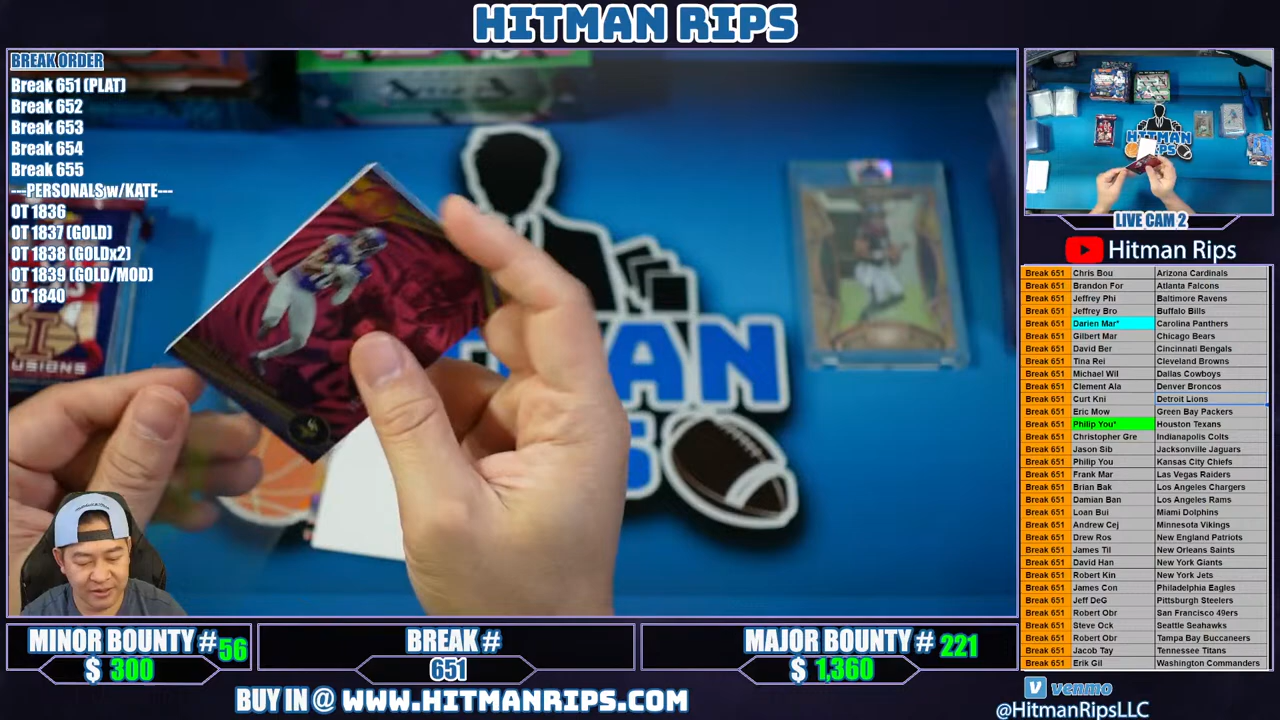 HITMAN RIPS
BREAK ORDER
Break 651 (PLAT)
Break 652
Break 653
Break 654
Break 655
---PERSONALS w/KATE---
OT 1836
OT 1837 (GOLD)
OT 1838 (GOLDx2)
OT 1839 (GOLD/MOD)
OT 1840
USIONS
LIVE CAM 2
Hitman Rips
Break 651 Chris Bou Arizona Cardinals
Break 651 Brandon For Atlanta Falcons
Break 651 Jeffrey Phi Baltimore Ravens
Break 651 Jeffrey Bro Buffalo Bills
Break 651 Darien Mar* Carolina Panthers
Break 651 Gilbert Mar Chicago Bears
Break 651 David Ber Cincinnati Bengals
Break 651 Tina Rei Cleveland Browns
Break 651 Michael Wil Dallas Cowboys
Break 651 Clement Ala Denver Broncos
Break 651 Curt Kni Detroit Lions
Break 651 Eric Mow Green Bay Packers
Break 651 Philip You* Houston Texans
Break 651 Christopher Gre Indianapolis Colts
Break 651 Jason Sib Jacksonville Jaguars
Break 651 Philip You Kansas City Chiefs
Break 651 Frank Mar Las Vegas Raiders
Break 651 Brian Bak Los Angeles Chargers
Break 651 Damian Ban Los Angeles Rams
Break 651 Loan Bui Miami Dolphins
Break 651 Andrew Cej Minnesota Vikings
Break 651 Drew Ros New England Patriots
Break 651 James Til New Orleans Saints
Break 651 David Han New York Giants
Break 651 Robert Kin New York Jets
Break 651 James Con Philadelphia Eagles
Break 651 Jeff DeG Pittsburgh Steelers
Break 651 Robert Obr San Francisco 49ers
Break 651 Steve Ock Seattle Seahawks
Break 651 Robert Obr Tampa Bay Buccaneers
Break 651 Jacob Tay Tennessee Titans
Break 651 Erik Gil Washington Commanders
MINOR BOUNTY # 56
$ 300
BREAK #
651
MAJOR BOUNTY # 221
$ 1,360
BUY IN @ WWW.HITMANRIPS.COM
venmo
@HitmanRipsLLC